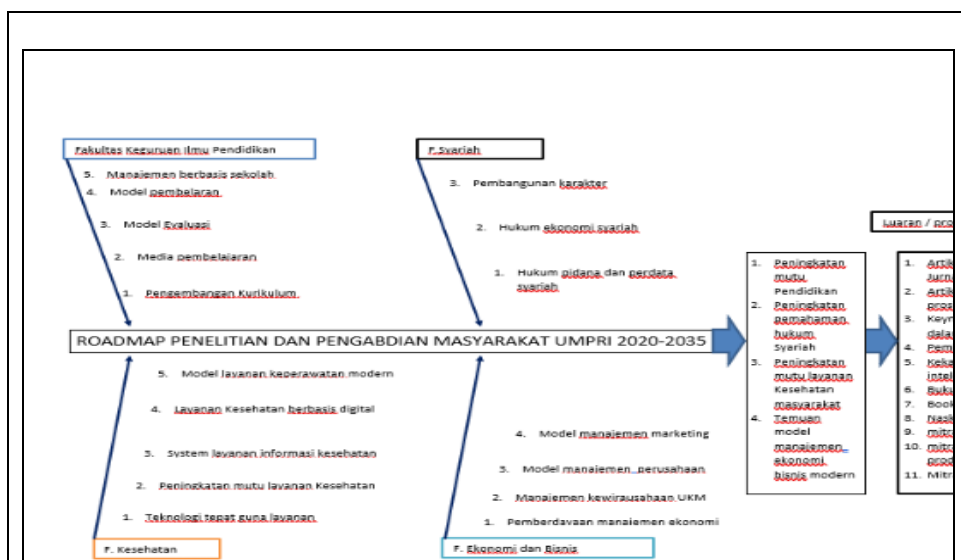 Fakultas Keguruan Ilmu Pendidikan
5. Manajemen berbasis sekolah
4. Model pembelaran
3. Model Evaluasi
2. Media pembelajaran
1. Pengembangan Kurikulum
F.Syariah
3. Pembangunan karakter
2. Hukum ekonomi syariah
1. Hukum pidana dan perdata
syariah
ROADMAP PENELITIAN DAN PENGABDIAN MASYARAKAT UMPRI 2020-2035
5. Model layanan keperawatan modern
4. Layanan Kesehatan berbasis digital
3. System layanan informasi kesehatan
2. Peningkatan mutu layanan Kesehatan
1. Teknologi tepat guna layanan
F. Kesehatan
4. Model manajemen marketing
3. Model manajemen perusahaan
2. Manajemen kewirausahaan UKM
1. Pemberdayaan manajemen ekonomi
F. Ekonomi dan Bisnis
1. Peningkatan
mutu
Pendidikan
2. Peningkatan
pemahaman
hukum
Syariah
3. Peningkatan
mutu layanan
Kesehatan
masyarakat
4. Temuan
model
manajemen
ekonomi
bisnis modern
Luaran / pro
1. Artik
Jurna
2. Artik
pros
3. Keyn
dala
4. Pem
5. Keka
intel
6. Buku
7. Book
8. Nask
9. mitra
10. mitra
prod
11. Mitr